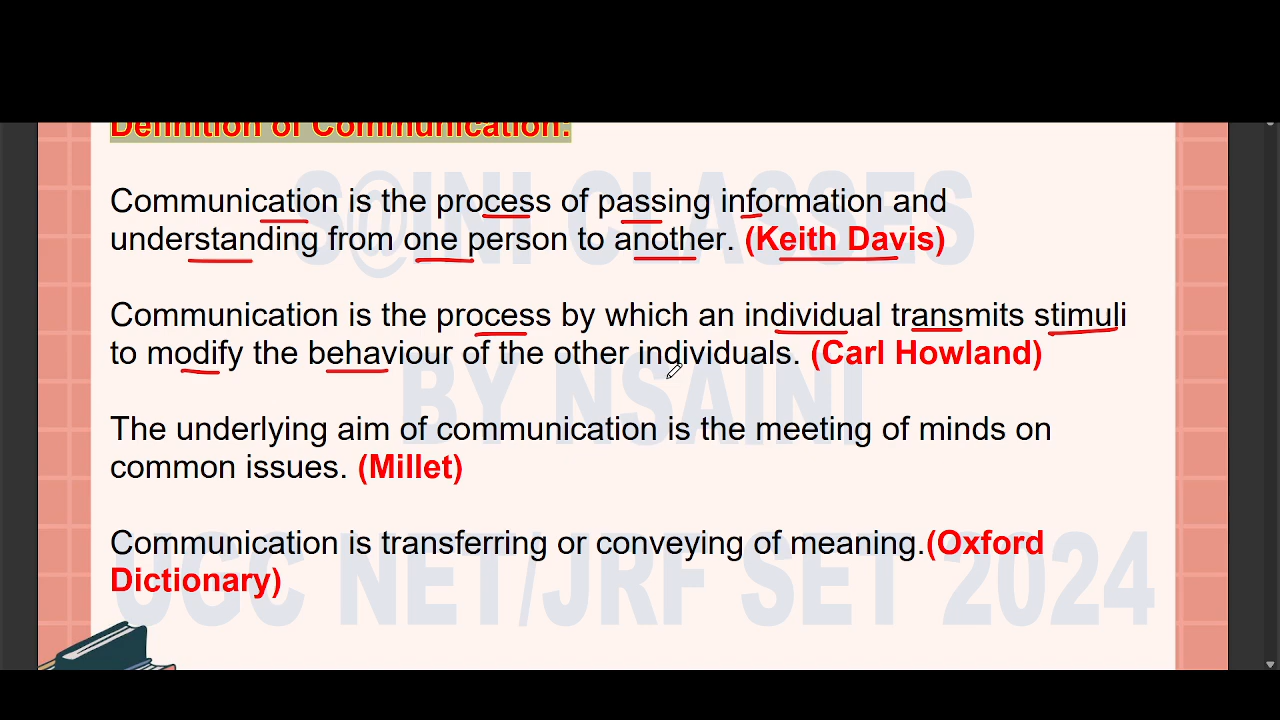 Definition of Communication:
S@INI CLASSES
Communication is the process of passing information and
understanding from one person to another. (Keith Davis)
Communication is the process by which an individual transmits stimuli
to modify the behaviour of the other individuals. (Carl Howland)
BY NSAINI
The underlying aim of communication is the meeting of minds on
common issues. (Millet)
Communication is transferring or conveying of meaning.(Oxford
Dictionary)
UGC NET/JRF SET 2024